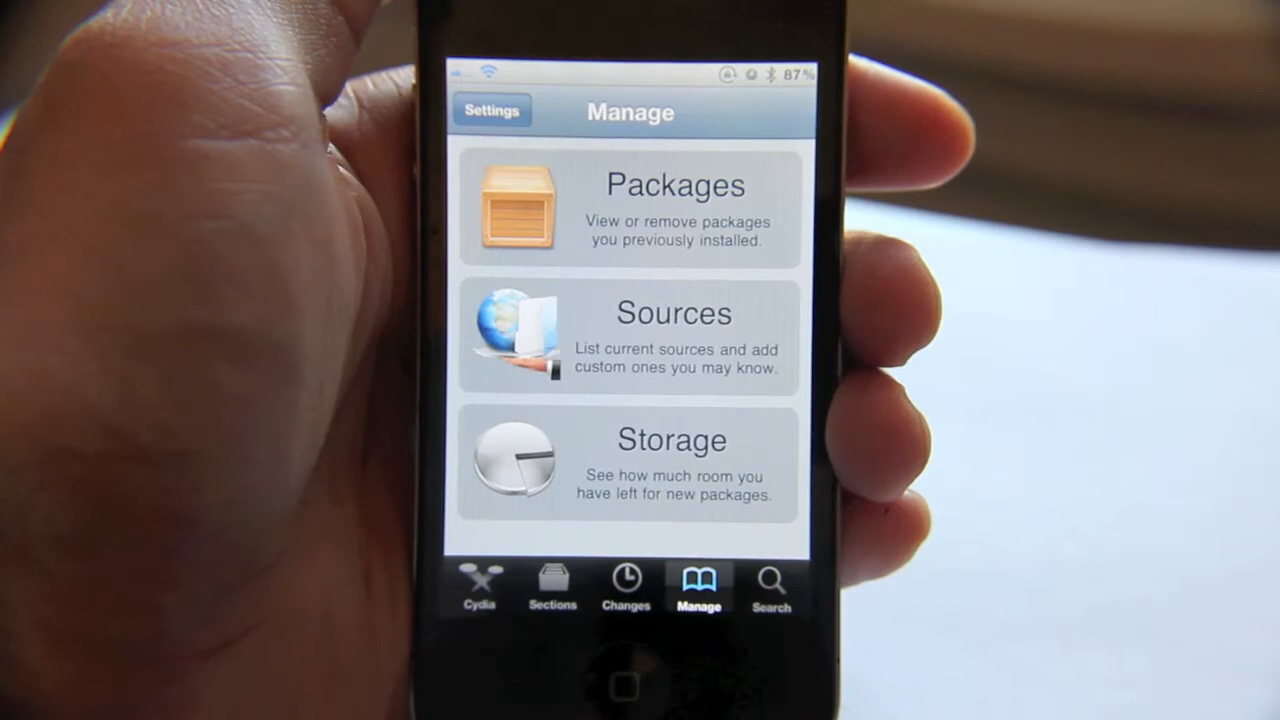 87%
Settings
Manage
Packages
View or remove packages
you previously installed.
Sources
List current sources and add
custom ones you may know.
Storage
See how much room you
have left for new packages.
Cydia
Sections
Changes
Manage
Search